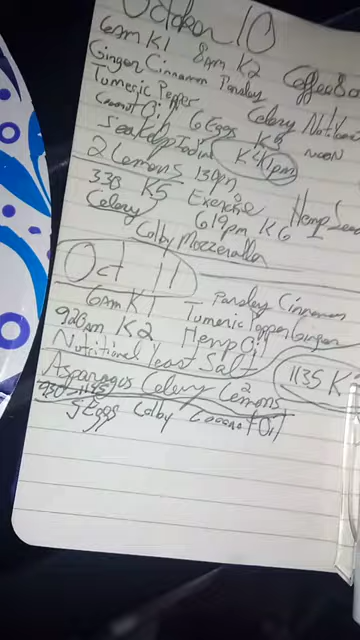 October 10
6am K1 8am K2 Coffee
Ginger Cinnamon Parsley
Tumeric Pepper Celery
Coconut Oil 6 Eggs K3 noon
Seakelp Iodine K4 1pm
2 Lemons 130pm
330 K5 Exercise Hemp Seed
Celery 619pm K6
Colby Mozzerella
Oct 11
6am K1 Parsley Cinnamon
Tumeric Pepper Ginger
920am K2 Hemp Oil
Nutritional Yeast Salt
Asparagus Celery 2 Lemons
1135 K
5 Eggs Colby Coconut Oil